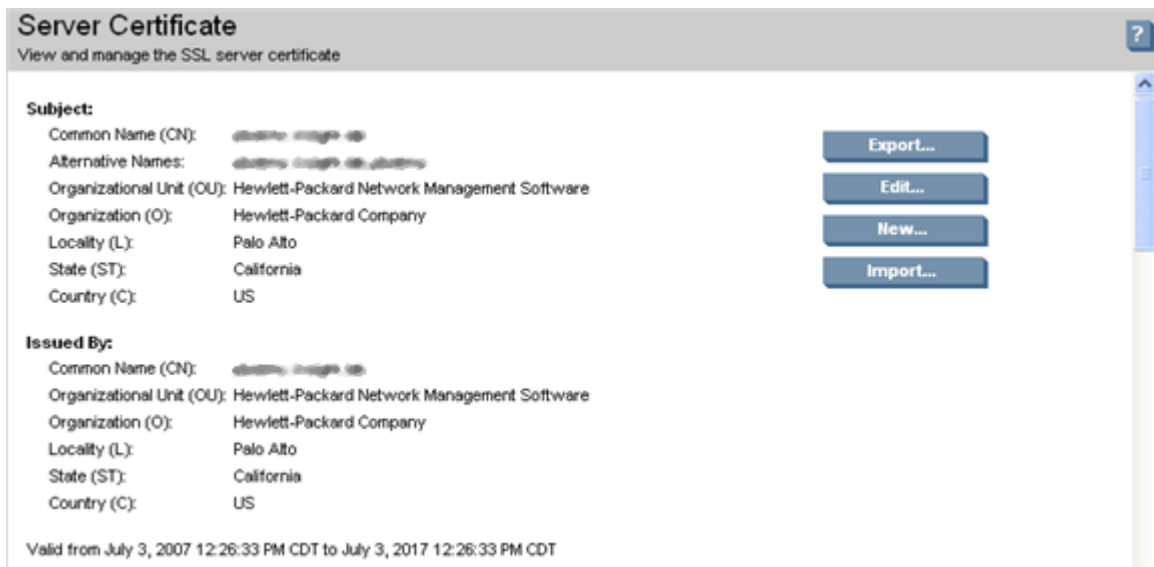 Server Certificate
View and manage the SSL server certificate
?
Subject:
Common Name (CN):
Alternative Names:
Organizational Unit (OU): Hewlett-Packard Network Management Software
Organization (O): Hewlett-Packard Company
Locality (L): Palo Alto
State (ST): California
Country (C): US
Export...
Edit...
New...
Import...
Issued By:
Common Name (CN):
Organizational Unit (OU): Hewlett-Packard Network Management Software
Organization (O): Hewlett-Packard Company
Locality (L): Palo Alto
State (ST): California
Country (C): US
Valid from July 3, 2007 12:26:33 PM CDT to July 3, 2017 12:26:33 PM CDT